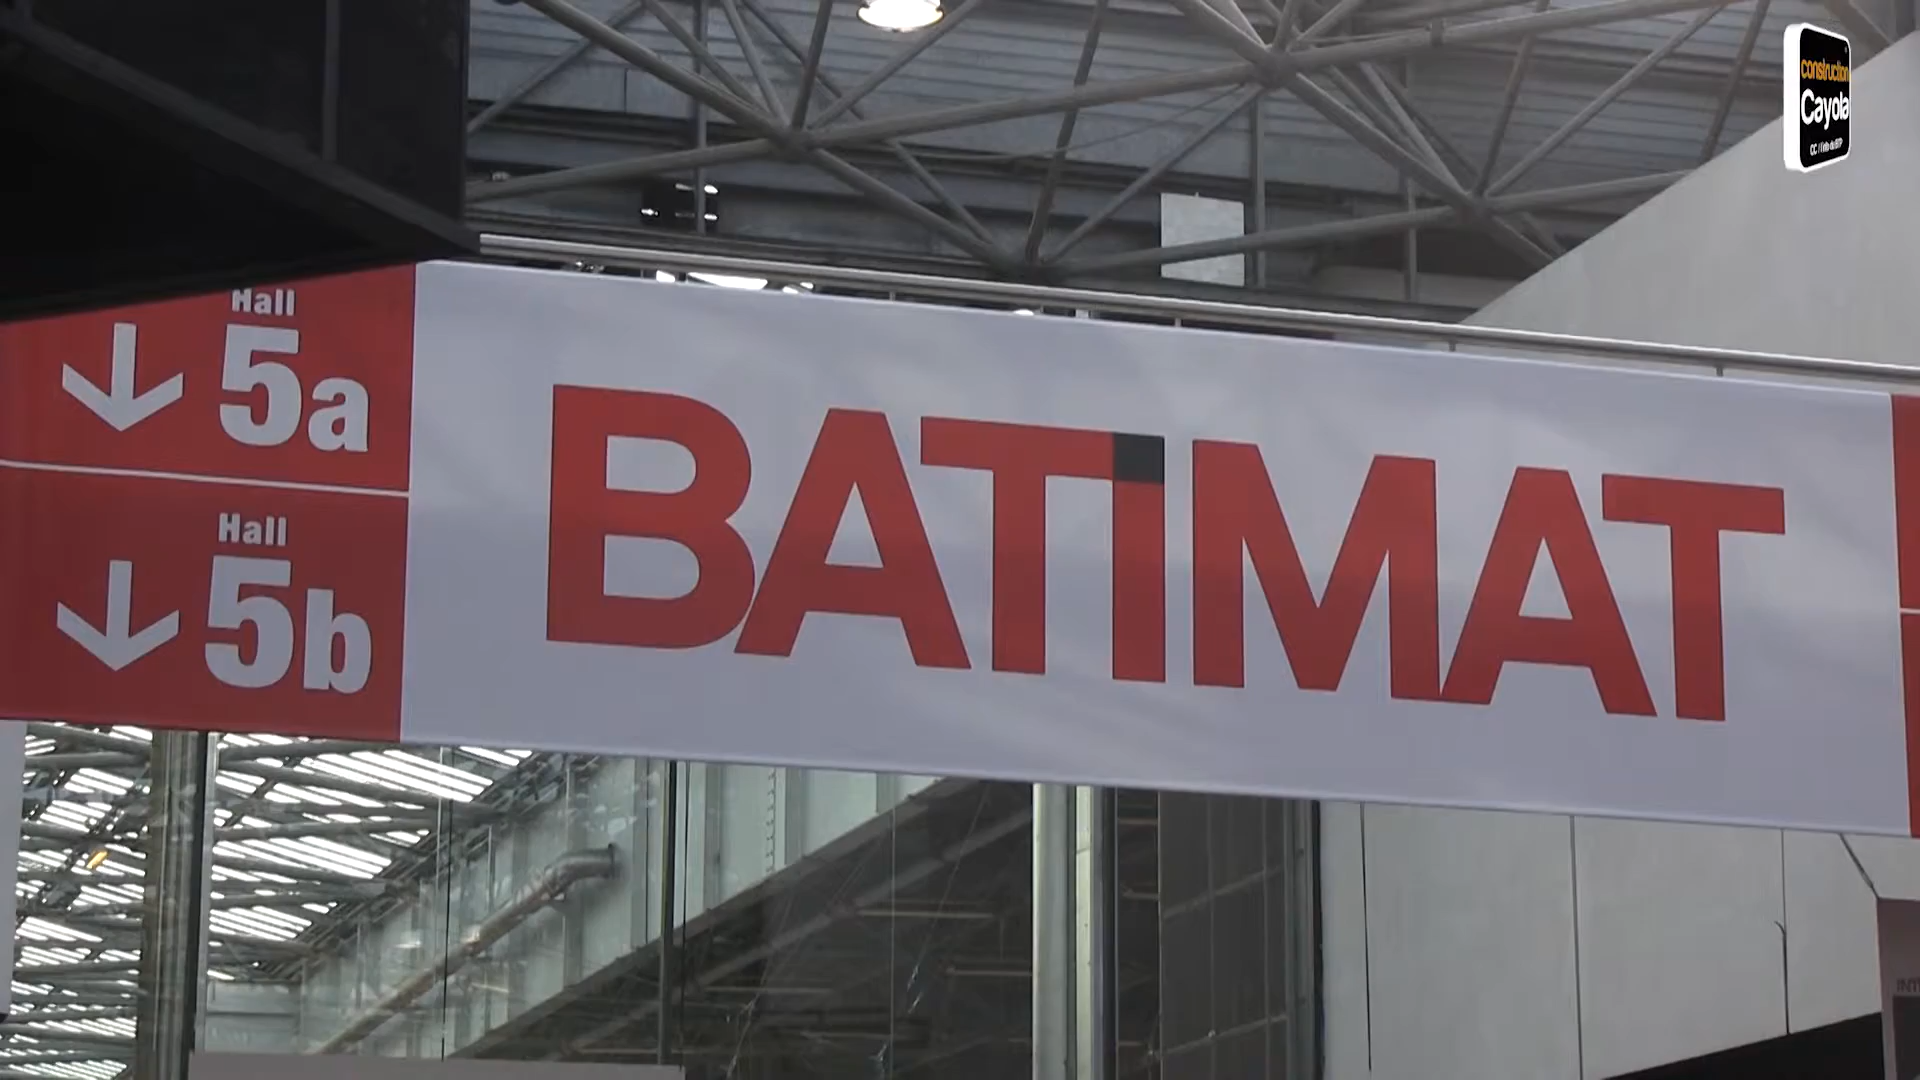 construction
Cayola
Hall
5a
Hall
5b
BATIMAT